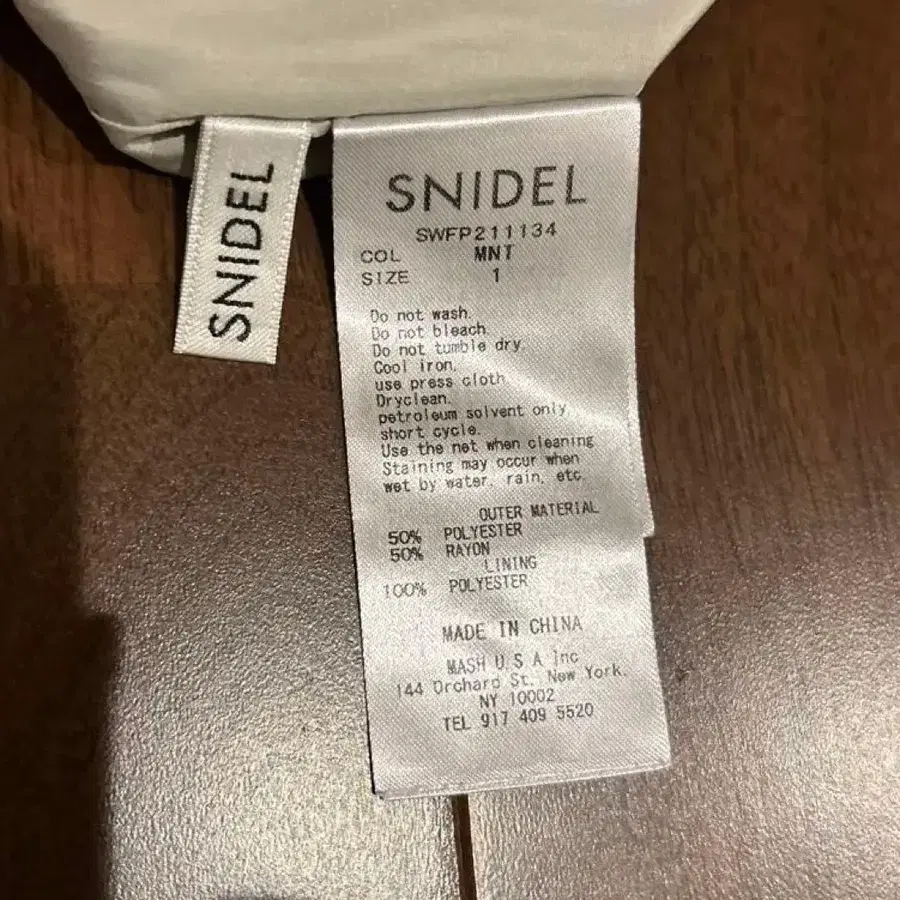 SNIDEL
SNIDEL
SWFP211134
COL MNT
SIZE 1
Do not wash.
Do not bleach.
Do not tumble dry.
Cool iron.
use press cloth.
Dryclean.
petroleum solvent only,
short cycle.
Use the net when cleaning
Staining may occur when
wet by water, rain, etc.
OUTER MATERIAL
50% POLYESTER
50% RAYON
LINING
100% POLYESTER
MADE IN CHINA
MASH U S A Inc
144 Orchard St. New York.
NY 10002
TEL 917 409 5520